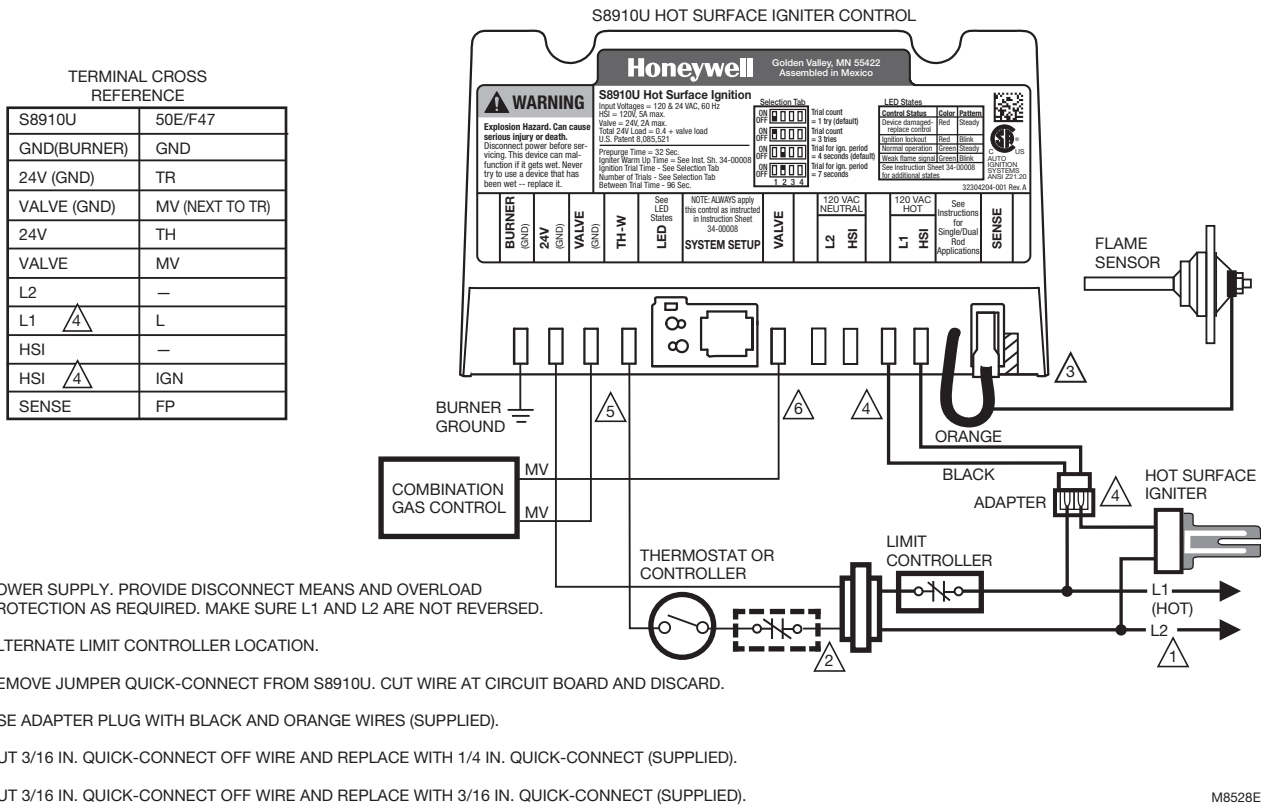 S8910U HOT SURFACE IGNITER CONTROL
TERMINAL CROSS
REFERENCE
S8910U 50E/F47
GND(BURNER) GND
24V (GND) TR
VALVE (GND) MV (NEXT TO TR)
24V TH
VALVE MV
L2 —
L1 4 L
HSI —
HSI 4 IGN
SENSE FP
Honeywell
Golden Valley, MN 55422
Assembled in Mexico
WARNING
Explosion Hazard. Can cause
serious injury or death.
Disconnect power before ser-
vicing. This device can mal-
function if it gets wet. Never
try to use a device that has
been wet -- replace it.
S8910U Hot Surface Ignition
Input Voltages = 120 & 24 VAC, 60 Hz
HSI = 120V, 5A max.
Valve = 24V, 2A max.
Total 24V Load = 0.4 + valve load
U.S. Patent 8,085,521
Prepurge Time = 32 Sec.
Igniter Warm Up Time = See Inst. Sh. 34-00008
Ignition Trial Time - See Selection Tab
Number of Trials - See Selection Tab
Between Trial Time - 96 Sec.
Selection Tab
ON
OFF
Trial count
= 1 try (default)
ON
OFF
Trial count
= 3 tries
ON
OFF
Trial for ign. period
= 4 seconds (default)
ON
OFF
Trial for ign. period
= 7 seconds
1 2 3 4
LED States
Control Status Color Pattern
Device damaged-
replace control Red Steady
Ignition lockout Red Blink
Normal operation Green Steady
Weak flame signal Green Blink
See Instruction Sheet 34-00008
for additional states
C US
AUTO
IGNITION
SYSTEMS
ANSI Z21.20
32304204-001 Rev. A
BURNER
(GND)
24V
(GND)
VALVE
(GND)
TH-W
See
LED
States
LED
NOTE: ALWAYS apply
this control as instructed
in Instruction Sheet
34-00008
SYSTEM SETUP
VALVE
120 VAC
NEUTRAL
L2
HSI
120 VAC
HOT
L1
HSI
See
Instructions
for
Single/Dual
Rod
Applications
SENSE
FLAME
SENSOR
3
BURNER
GROUND
5
6
4
ORANGE
BLACK
COMBINATION
GAS CONTROL
MV
MV
ADAPTER
4
HOT SURFACE
IGNITER
THERMOSTAT OR
CONTROLLER
LIMIT
CONTROLLER
L1
(HOT)
L2
2
1
OWER SUPPLY. PROVIDE DISCONNECT MEANS AND OVERLOAD
ROTECTION AS REQUIRED. MAKE SURE L1 AND L2 ARE NOT REVERSED.
LTERNATE LIMIT CONTROLLER LOCATION.
EMOVE JUMPER QUICK-CONNECT FROM S8910U. CUT WIRE AT CIRCUIT BOARD AND DISCARD.
SE ADAPTER PLUG WITH BLACK AND ORANGE WIRES (SUPPLIED).
UT 3/16 IN. QUICK-CONNECT OFF WIRE AND REPLACE WITH 1/4 IN. QUICK-CONNECT (SUPPLIED).
UT 3/16 IN. QUICK-CONNECT OFF WIRE AND REPLACE WITH 3/16 IN. QUICK-CONNECT (SUPPLIED).
M8528E